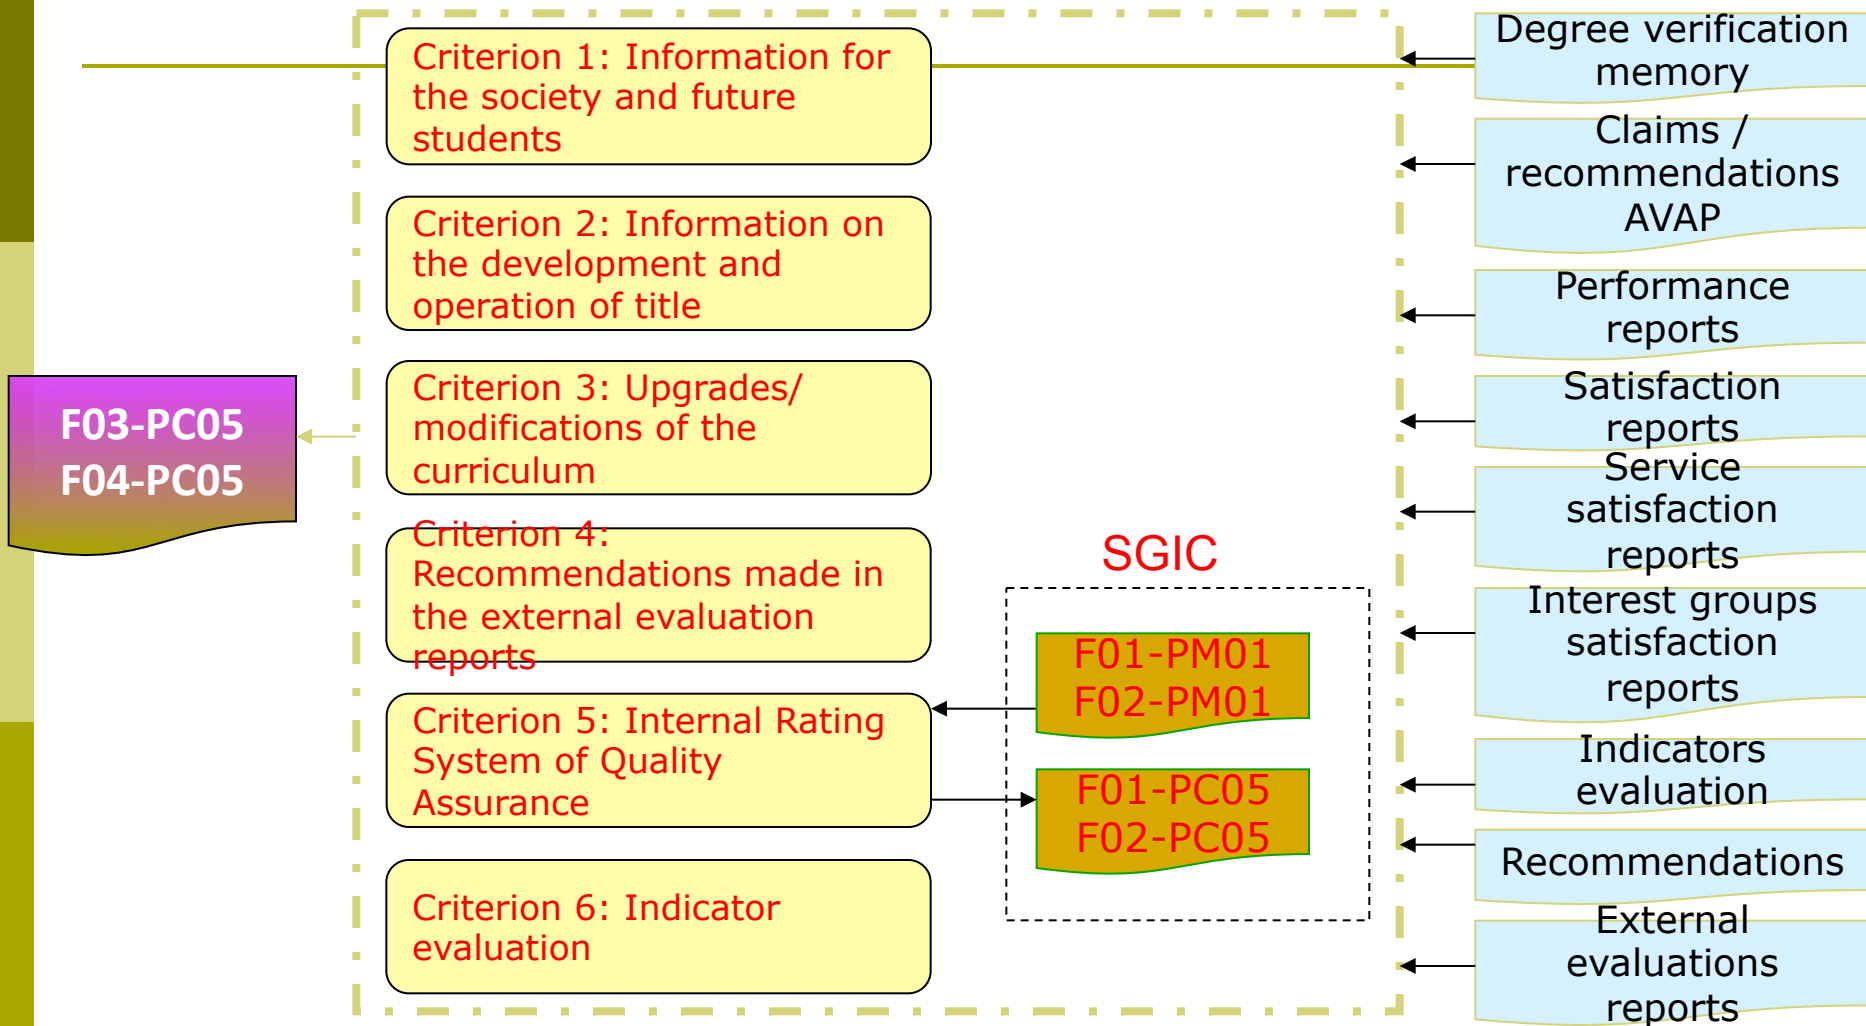 F03-PC05
F04-PC05
Criterion 1: Information for
the society and future
students
Criterion 2: Information on
the development and
operation of title
Criterion 3: Upgrades/
modifications of the
curriculum
Criterion 4:
Recommendations made in
the external evaluation
reports
Criterion 5: Internal Rating
System of Quality
Assurance
Criterion 6: Indicator
evaluation
SGIC
F01-PM01
F02-PM01
F01-PC05
F02-PC05
Degree verification
memory
Claims /
recommendations
AVAP
Performance
reports
Satisfaction
reports
Service
satisfaction
reports
Interest groups
satisfaction
reports
Indicators
evaluation
Recommendations
External
evaluations
reports